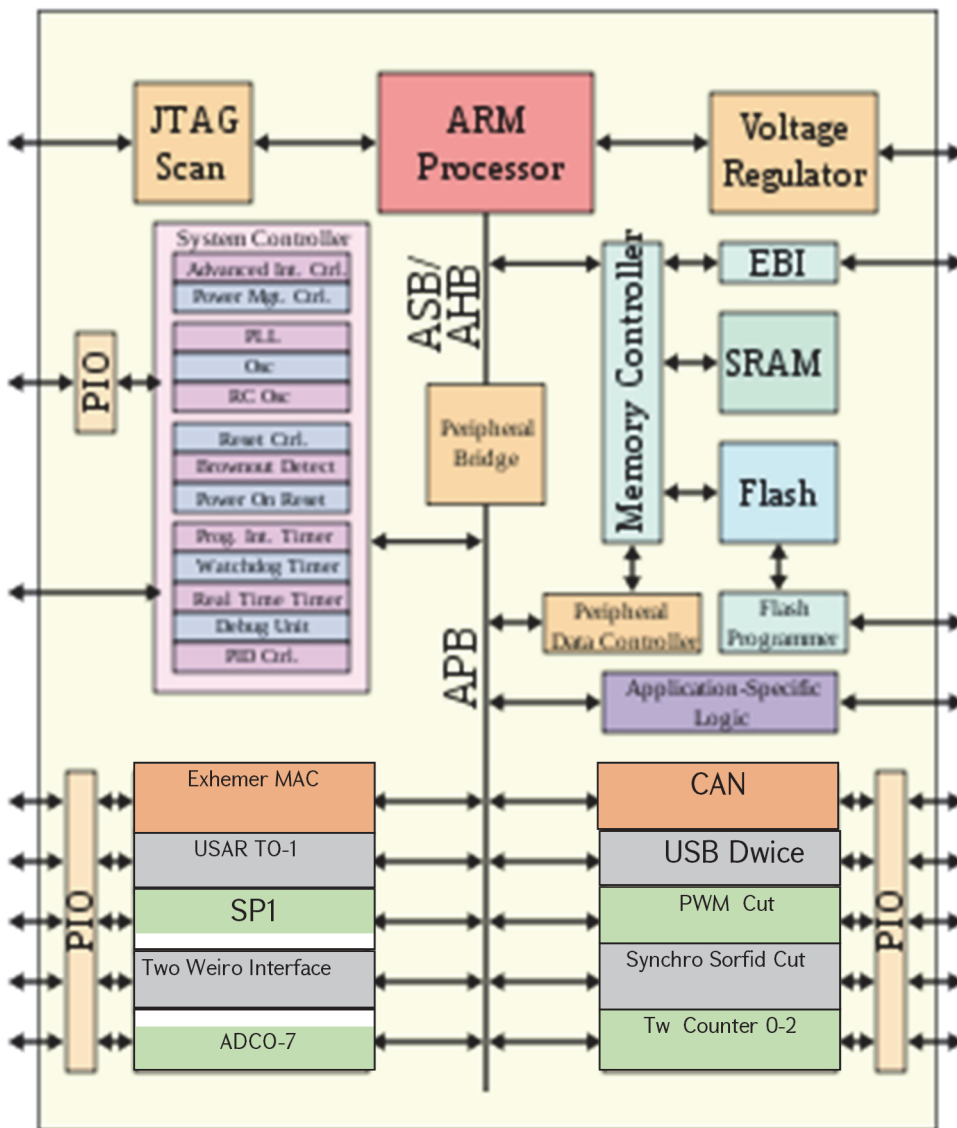 JTAG
Scan
ARM
Processor
Voltage
Regulator
System Controller
Advanced Int. Ctrl.
Power Mgt. Ctrl.
PLL
Osc
RC Osc
Reset Ctrl.
Brownout Detect
Power On Reset
Prog. Int. Timer
Watchdog Timer
Real Time Timer
Debug Unit
PID Ctrl.
PIO
ASB/
AHB
Peripheral
Bridge
APB
Memory Controller
EBI
SRAM
Flash
Peripheral
Data Controller
Flash
Programmer
Application-Specific
Logic
PIO
Exhemer MAC
USAR TO-1
SP1
Two Weiro Interface
ADCO-7
CAN
USB Dwice
PWM Cut
Synchro Sorfid Cut
Tw Counter 0-2
PIO